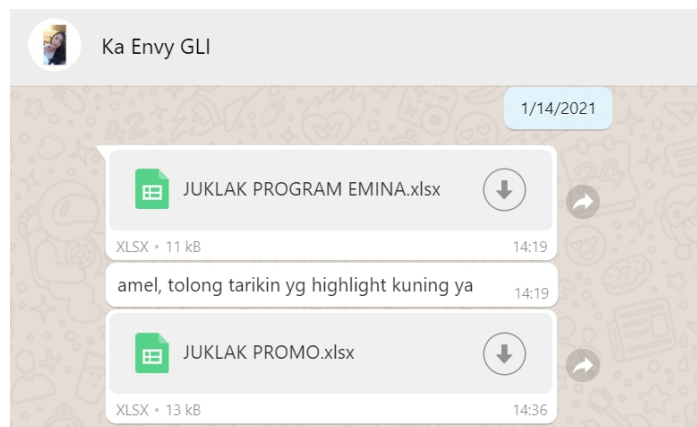 Ka Envy GLI
1/14/2021
JUKLAK PROGRAM EMINA.xlsx
XLSX • 11 kB 14:19
amel, tolong tarikin yg highlight kuning ya 14:19
JUKLAK PROMO.xlsx
XLSX • 13 kB 14:36